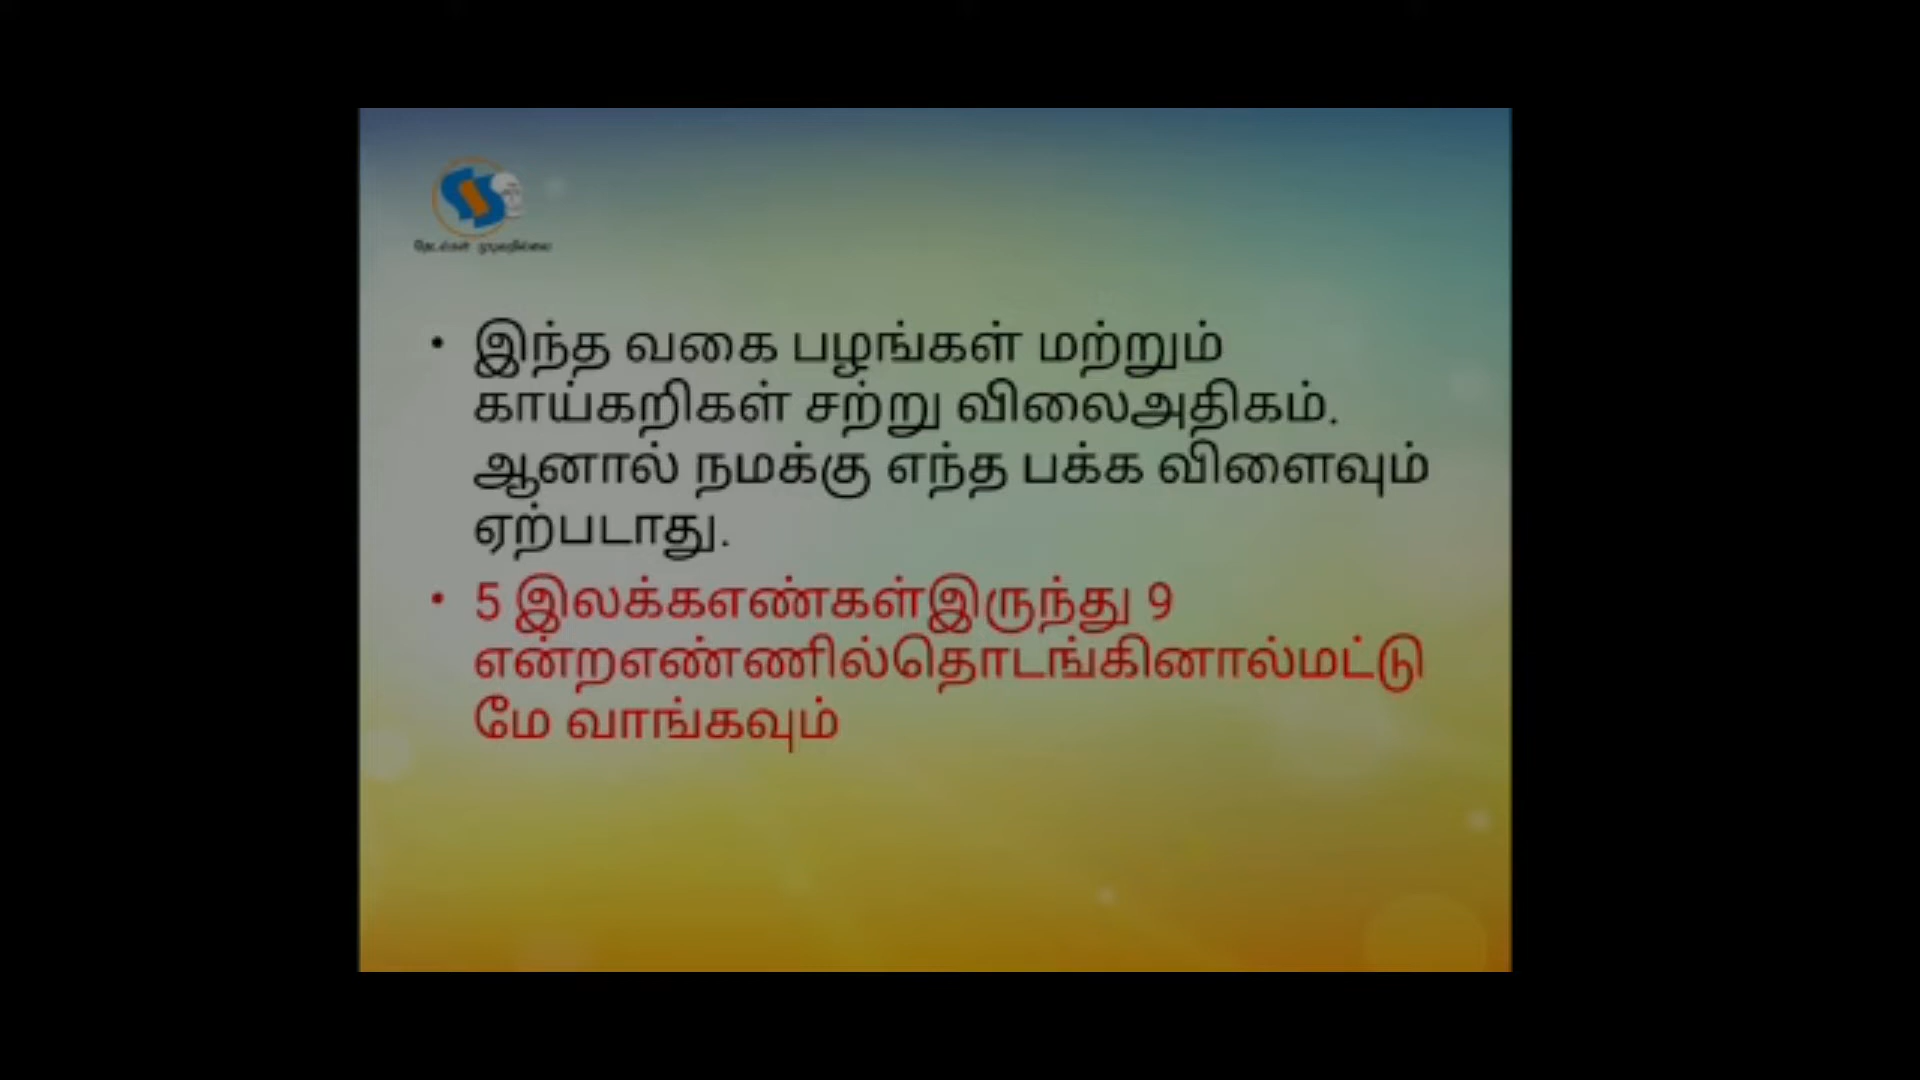 • இந்த வகை பழங்கள் மற்றும்
காய்கறிகள் சற்று விலைஅதிகம்.
ஆனால் நமக்கு எந்த பக்க விளைவும்
ஏற்படாது.
• 5 இலக்கஎண்கள்இருந்து 9
என்றஎண்ணில்தொடங்கினால்மட்டு
மே வாங்கவும்